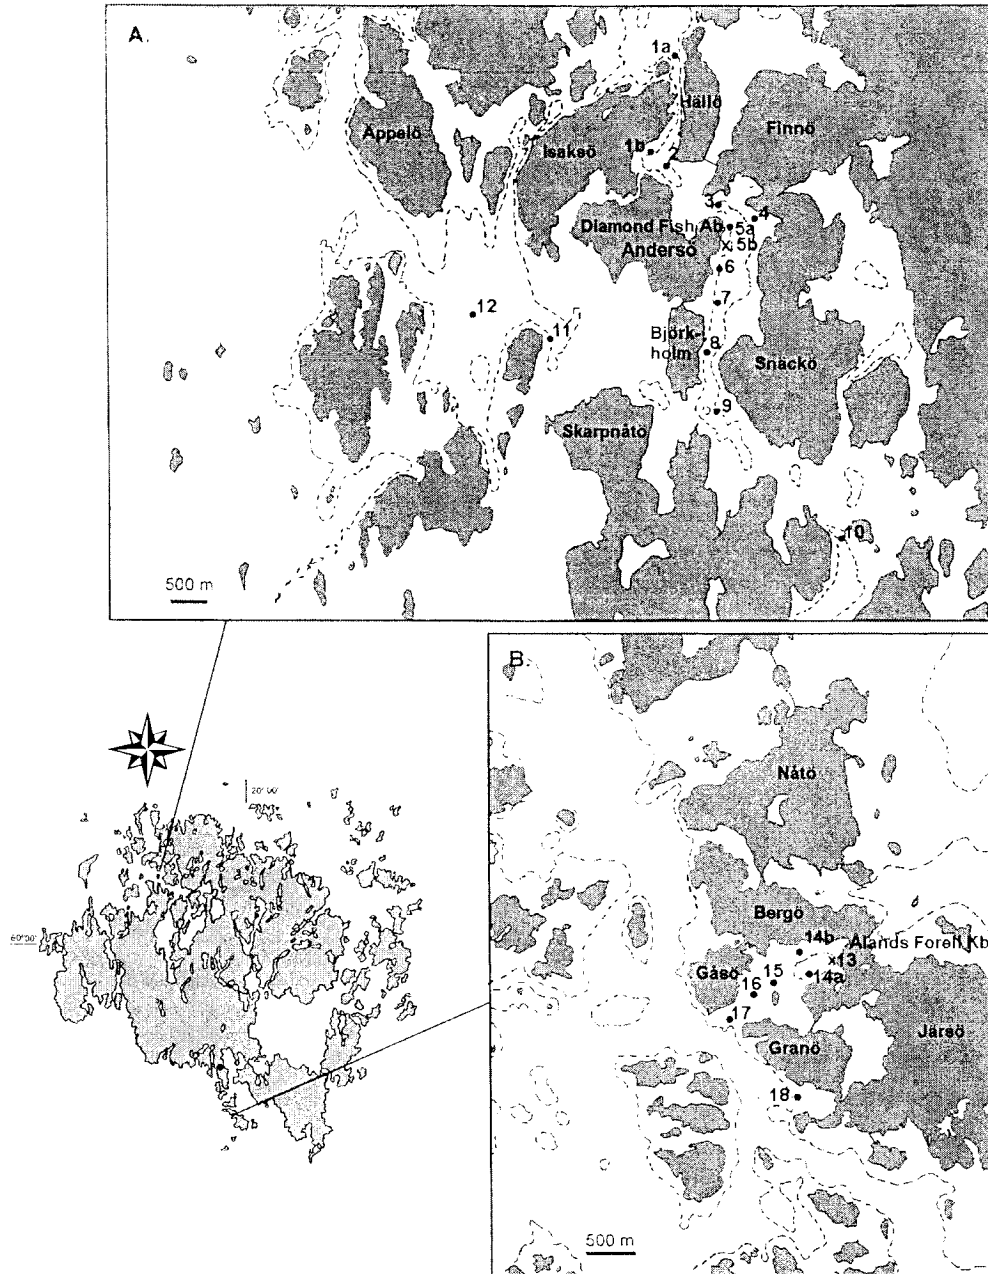 A.
1a
Hällö
Äppelö
Finnö
Isaksö
1b
2
3
4
Diamond Fish Ab
5a
Andersö
5b
6
7
12
11
Björk-
holm
8
Snäckö
9
Skarpnåtö
10
500 m
B.
20° 00'
60°00'
Nåtö
Bergö
14b
Ålands Forell Kb
13
Gåsö
15
14a
16
17
Järsö
Granö
18
500 m